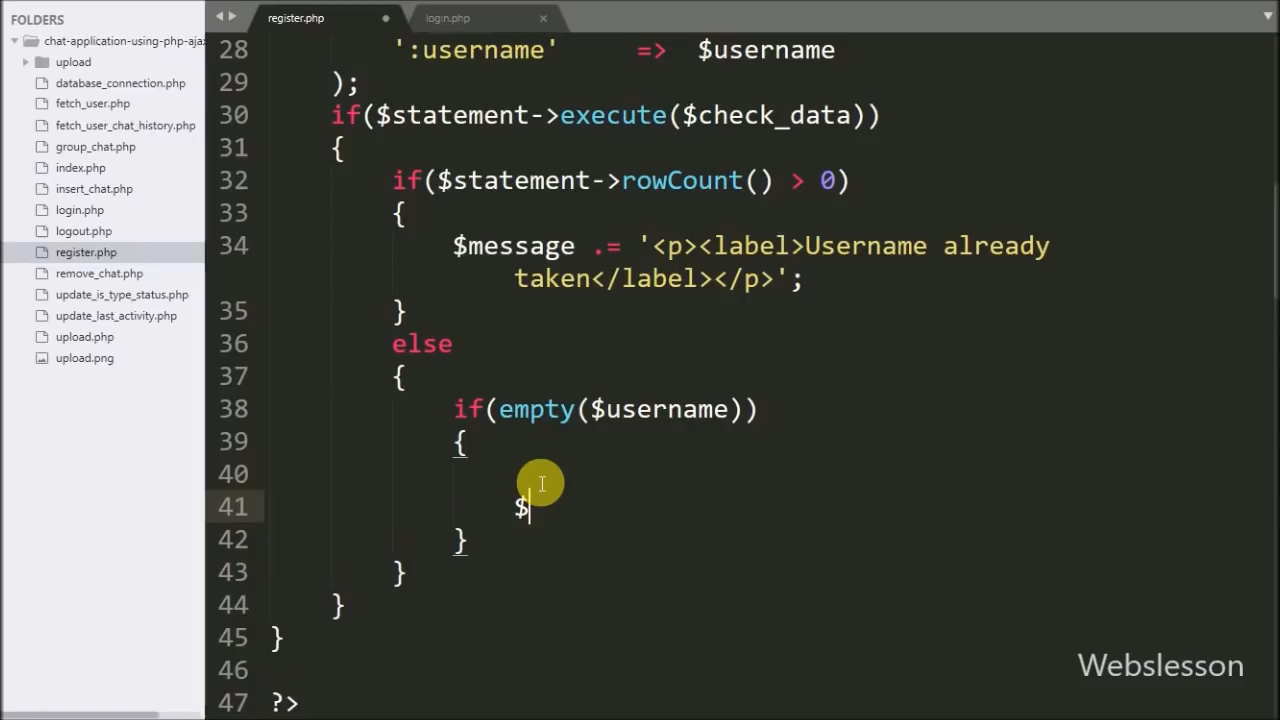 FOLDERS
chat-application-using-php-ajax
upload
database_connection.php
fetch_user.php
fetch_user_chat_history.php
group_chat.php
index.php
insert_chat.php
login.php
logout.php
register.php
remove_chat.php
update_is_type_status.php
update_last_activity.php
upload.php
upload.png
register.php
login.php
28 ':username' => $username
29 );
30 if($statement->execute($check_data))
31 {
32 if($statement->rowCount() > 0)
33 {
34 $message .= '<p><label>Username already
taken</label></p>';
35 }
36 else
37 {
38 if(empty($username))
39 {
40
41 $
42 }
43 }
44 }
45 }
46
47 ?>
Webslesson